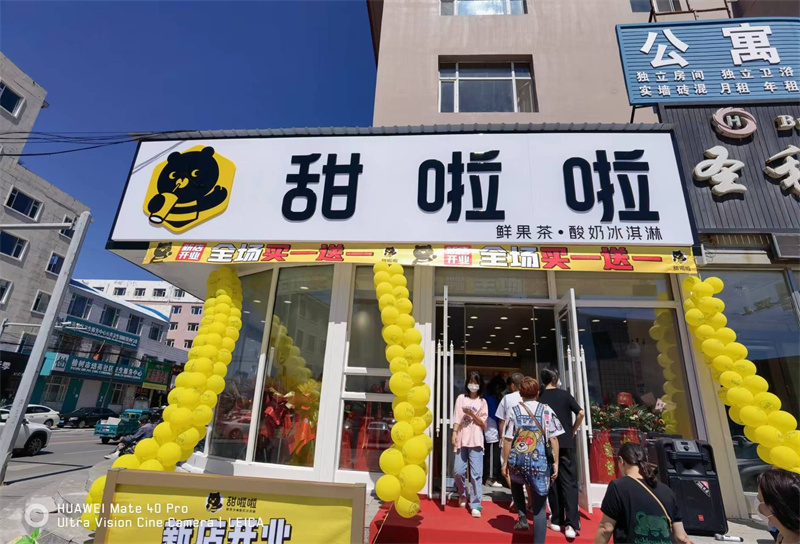 公寓
独立房间 独立卫浴
实墙砖混 月租 年租
H B
圣
甜啦啦
鲜果茶·酸奶冰淇淋
新店开业 全场买一送一 新店开业 全场买一送一
甜啦啦
新店开业
HUAWEI Mate 40 Pro
Ultra Vision Cine Camera | LEICA